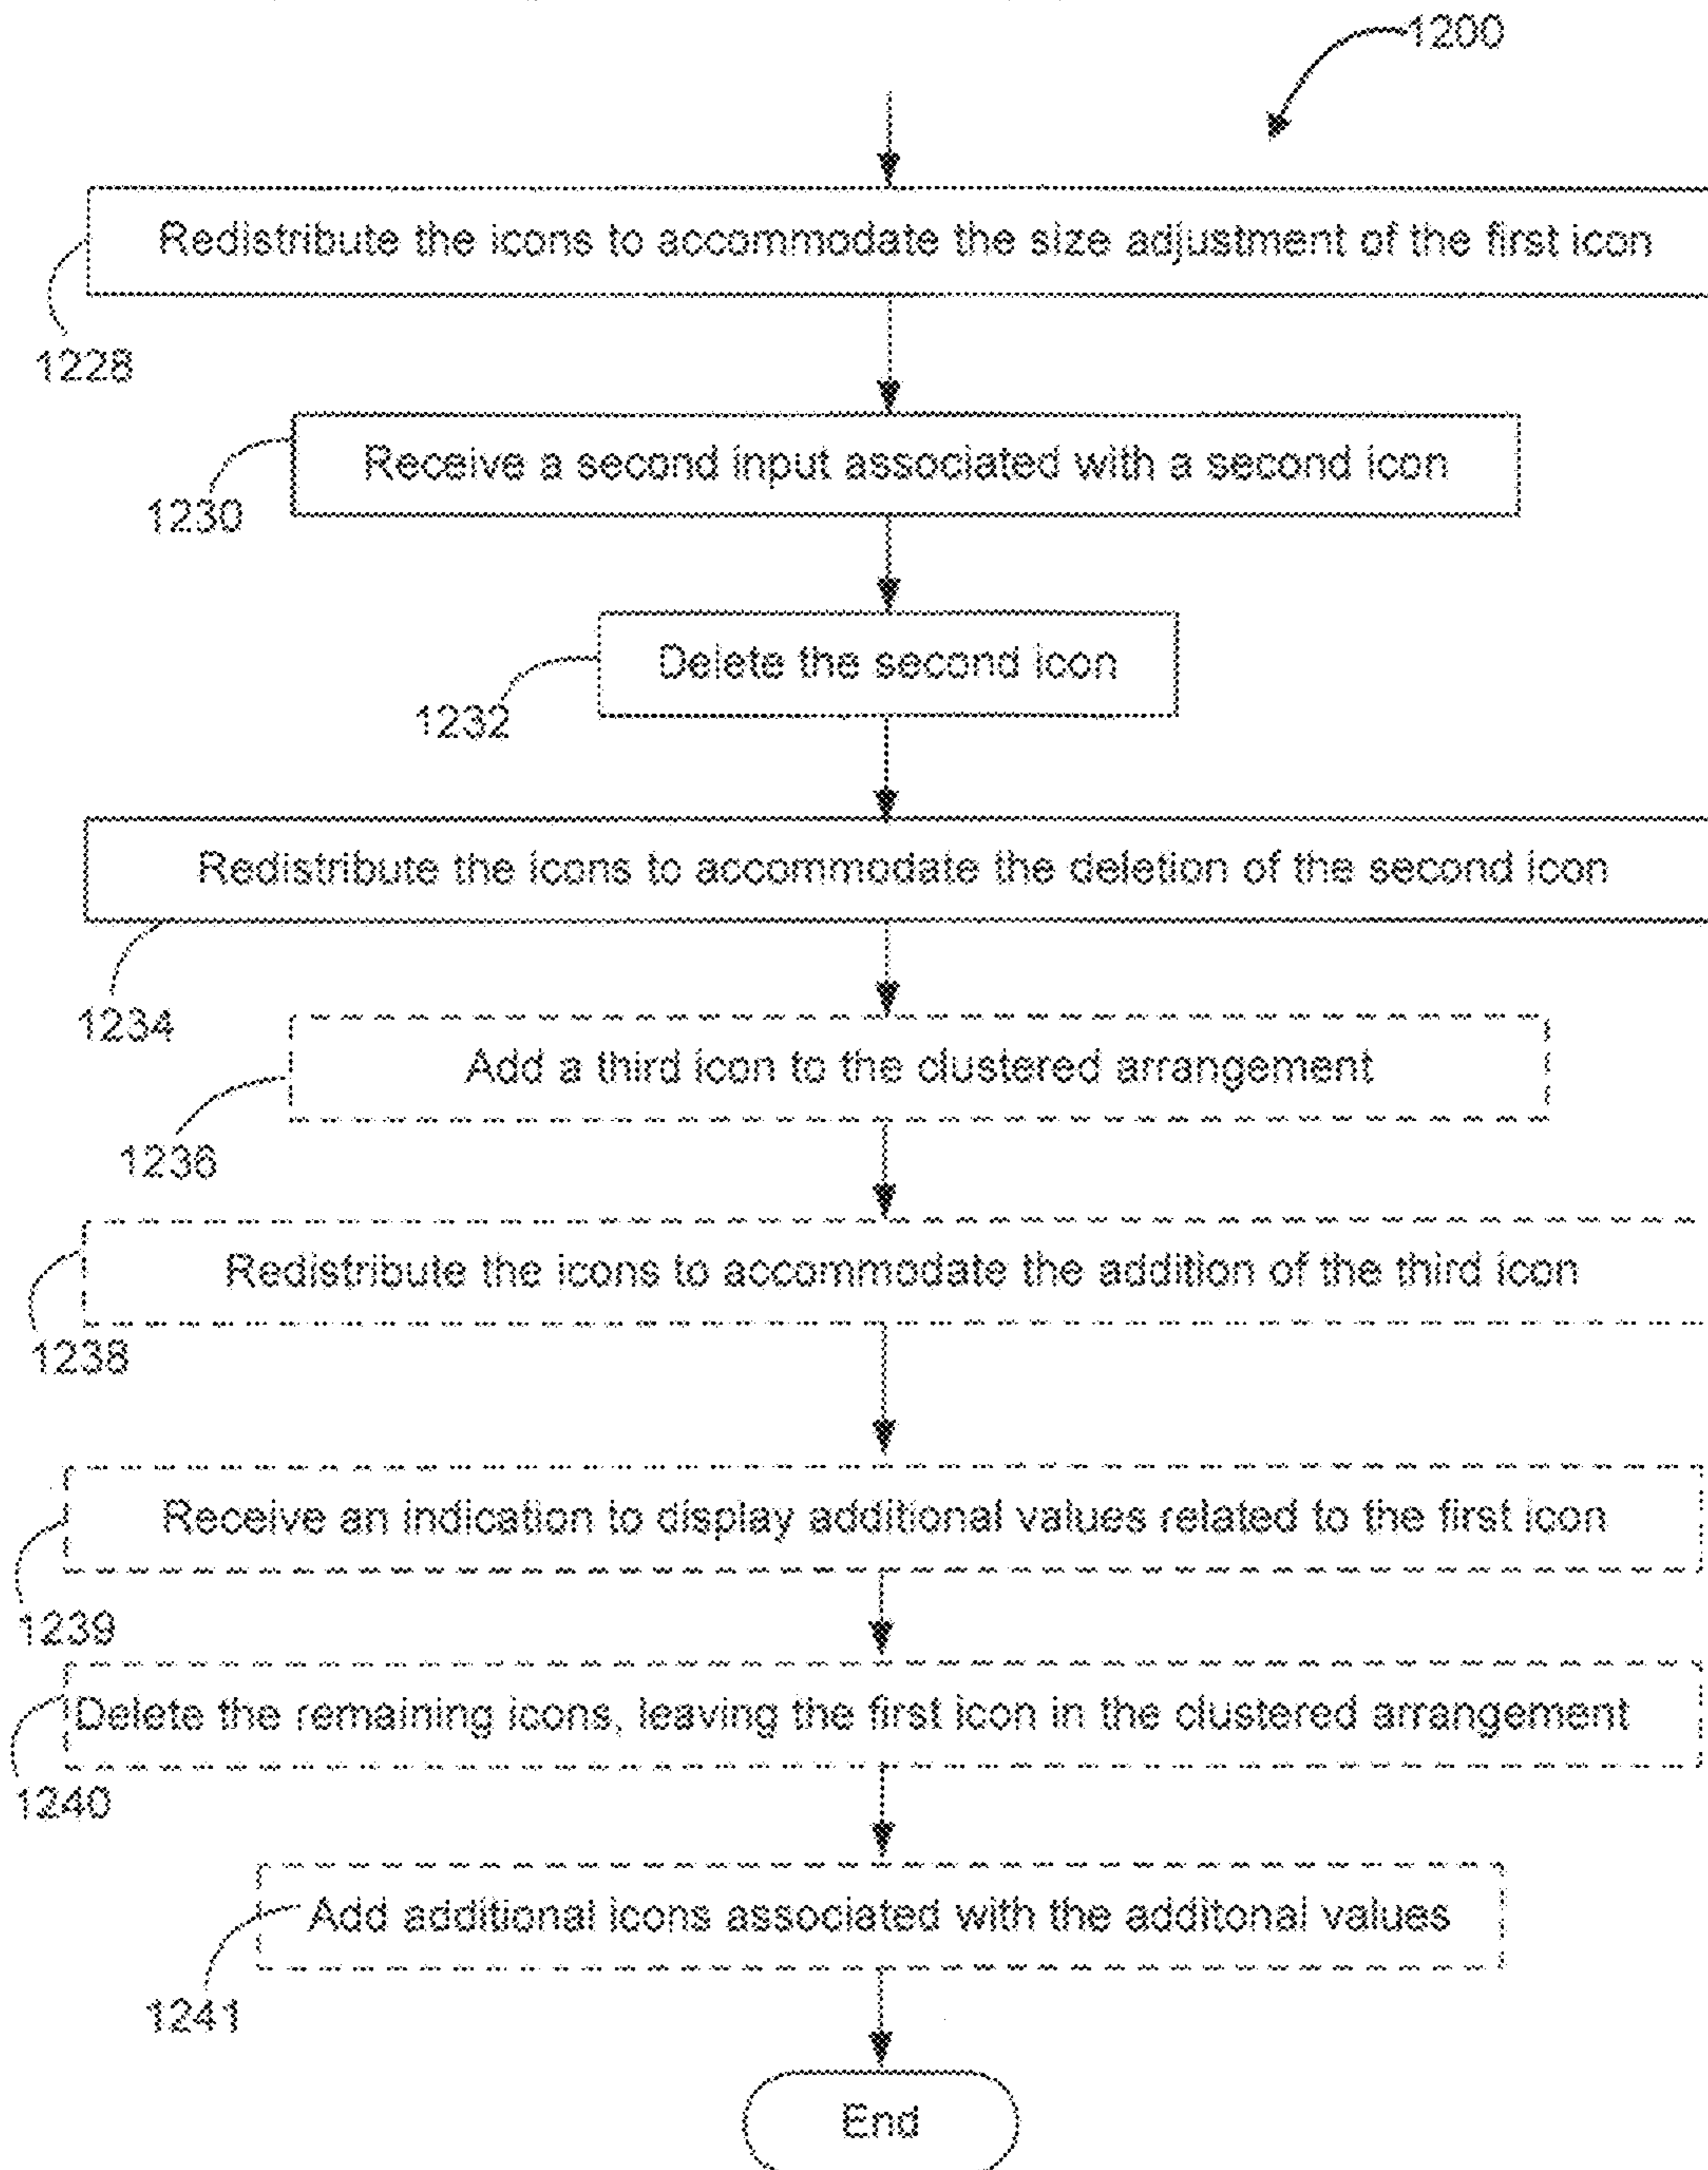 1200
Redistribute the icons to accommodate the size adjustment of the first icon
1228
Receive a second input associated with a second icon
1230
Delete the second icon
1232
Redistribute the icons to accommodate the deletion of the second icon
1234
Add a third icon to the clustered arrangement
1236
Redistribute the icons to accommodate the addition of the third icon
1238
Receive an indication to display additional values related to the first icon
1239
Delete the remaining icons, leaving the first icon in the clustered arrangement
1240
Add additional icons associated with the additonal values
1241
End